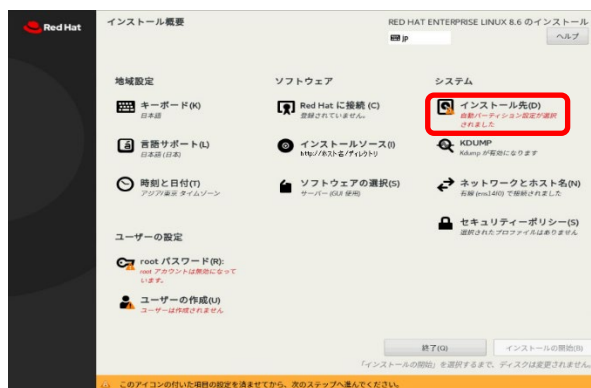 Red Hat
インストール概要
RED HAT ENTERPRISE LINUX 8.6 のインストール
jp
ヘルプ
地域設定
キーボード(K)
日本語
言語サポート(L)
日本語 (日本)
時刻と日付(T)
アジア/東京 タイムゾーン
ソフトウェア
Red Hat に接続 (C)
登録されていません。
インストールソース(I)
http://ホスト名/ディレクトリ
ソフトウェアの選択(S)
サーバー (GUI 使用)
システム
インストール先(D)
自動パーティション設定が選択
されました
KDUMP
Kdump が有効になります
ネットワークとホスト名(N)
有線 (ens14f0) で接続されました
セキュリティーポリシー(S)
選択されたプロファイルはありません
ユーザーの設定
root パスワード(R):
root アカウントは無効になって
います。
ユーザーの作成(U)
ユーザーは作成されません
終了(Q)
インストールの開始(B)
「インストールの開始」を選択するまで、ディスクは変更されません。
このアイコンの付いた項目の設定を済ませてから、次のステップへ進んでください。